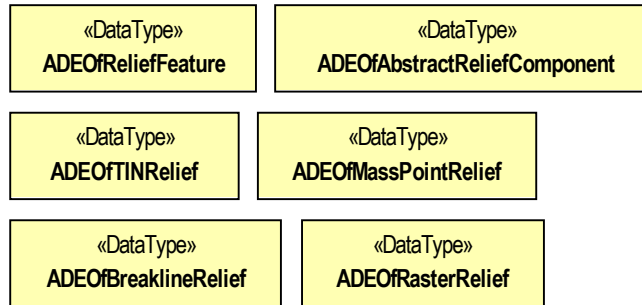 «DataType» «DataType»
ADEOfReliefFeature ADEOfAbstractReliefComponent
«DataType» «DataType»
ADEOfTINRelief ADEOfMassPointRelief
«DataType» «DataType»
ADEOfBreaklineRelief ADEOfRasterRelief